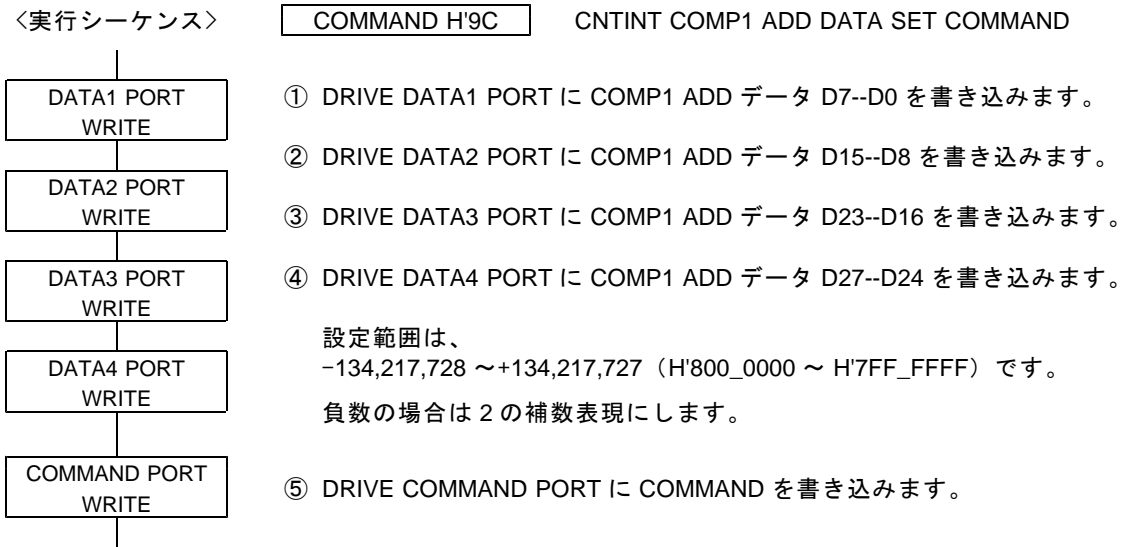 〈実行シーケンス〉 COMMAND H'9C CNTINT COMP1 ADD DATA SET COMMAND
DATA1 PORT
WRITE
① DRIVE DATA1 PORT に COMP1 ADD データ D7--D0 を書き込みます。
② DRIVE DATA2 PORT に COMP1 ADD データ D15--D8 を書き込みます。
DATA2 PORT
WRITE
③ DRIVE DATA3 PORT に COMP1 ADD データ D23--D16 を書き込みます。
DATA3 PORT
WRITE
④ DRIVE DATA4 PORT に COMP1 ADD データ D27--D24 を書き込みます。
設定範囲は、
−134,217,728 ～+134,217,727（H'800_0000 ～ H'7FF_FFFF）です。
負数の場合は 2 の補数表現にします。
DATA4 PORT
WRITE
COMMAND PORT
WRITE
⑤ DRIVE COMMAND PORT に COMMAND を書き込みます。